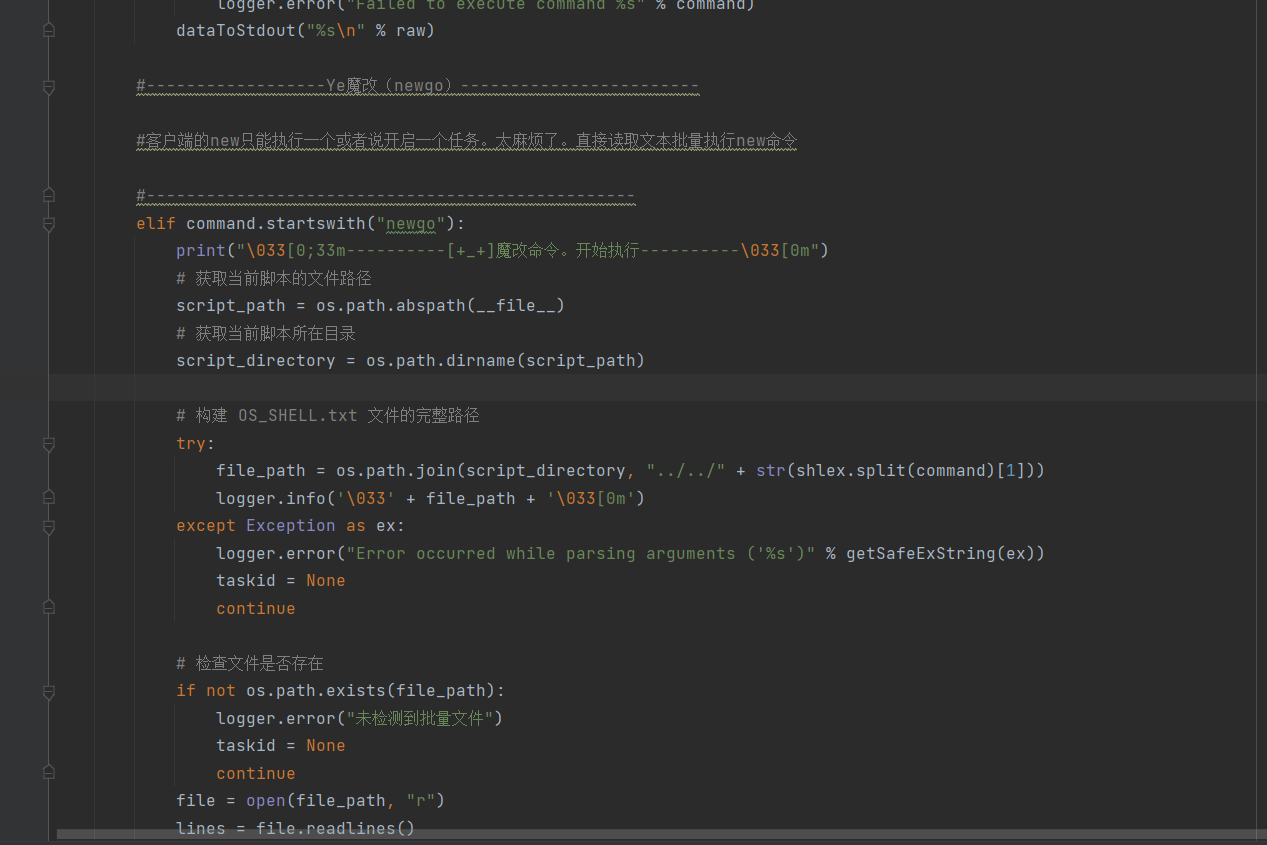 logger.error("Failed to execute command %s" % command)
dataToStdout("%s\n" % raw)
#------------------Ye魔改（newgo）------------------------
#客户端的new只能执行一个或者说开启一个任务。太麻烦了。直接读取文本批量执行new命令
#-------------------------------------------------
elif command.startswith("newgo"):
print("\033[0;33m----------[+_+]魔改命令。开始执行----------\033[0m")
# 获取当前脚本的文件路径
script_path = os.path.abspath(__file__)
# 获取当前脚本所在目录
script_directory = os.path.dirname(script_path)
# 构建 OS_SHELL.txt 文件的完整路径
try:
file_path = os.path.join(script_directory, "../../" + str(shlex.split(command)[1]))
logger.info('\033' + file_path + '\033[0m')
except Exception as ex:
logger.error("Error occurred while parsing arguments ('%s')" % getSafeExString(ex))
taskid = None
continue
# 检查文件是否存在
if not os.path.exists(file_path):
logger.error("未检测到批量文件")
taskid = None
continue
file = open(file_path, "r")
lines = file.readlines()